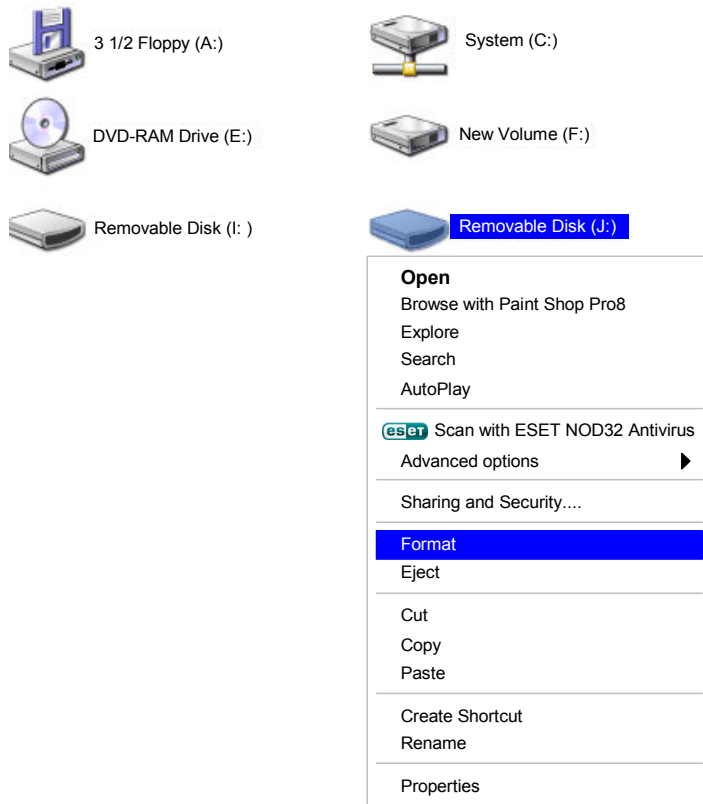 3 1/2 Floppy (A:)
System (C:)
DVD-RAM Drive (E:)
New Volume (F:)
Removable Disk (I: )
Removable Disk (J:)
Open
Browse with Paint Shop Pro8
Explore
Search
AutoPlay
eseT Scan with ESET NOD32 Antivirus
Advanced options
Sharing and Security....
Format
Eject
Cut
Copy
Paste
Create Shortcut
Rename
Properties